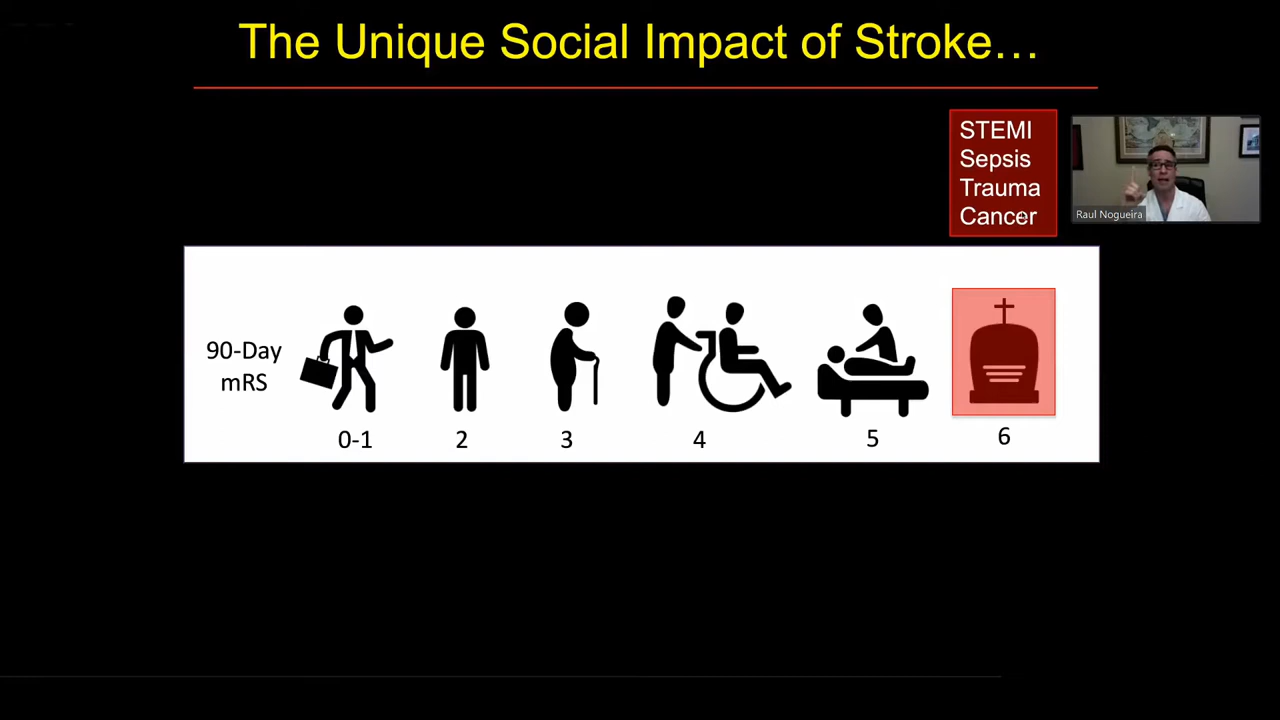 The Unique Social Impact of Stroke…
STEMI
Sepsis
Trauma
Cancer
Raul Nogueira
90-Day
mRS
0-1
2
3
4
5
6